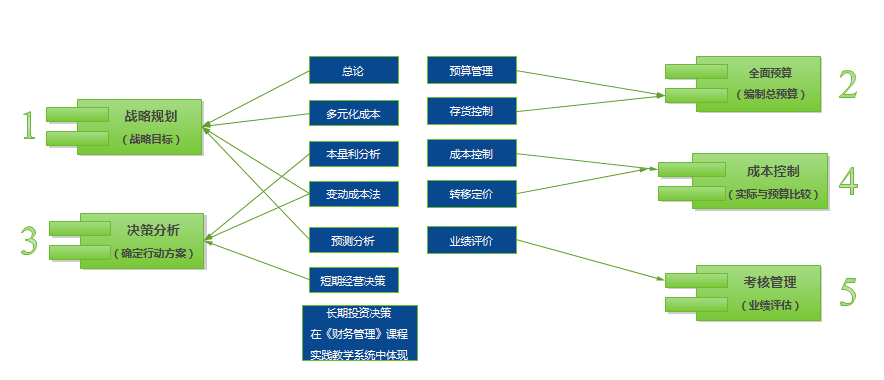 1
战略规划
（战略目标）
3
决策分析
（确定行动方案）
总论
多元化成本
本量利分析
变动成本法
预测分析
短期经营决策
长期投资决策
在《财务管理》课程
实践教学系统中体现
预算管理
存货控制
成本控制
转移定价
业绩评价
全面预算
（编制总预算）
2
成本控制
（实际与预算比较）
4
考核管理
（业绩评估）
5